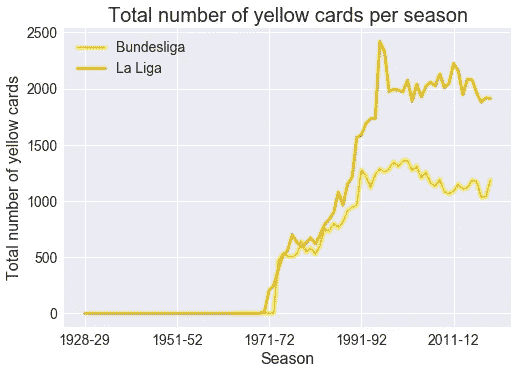 Total number of yellow cards per season
Bundesliga
La Liga
Total number of yellow cards
2500
2000
1500
1000
500
0
1928-29 1951-52 1971-72 1991-92 2011-12
Season